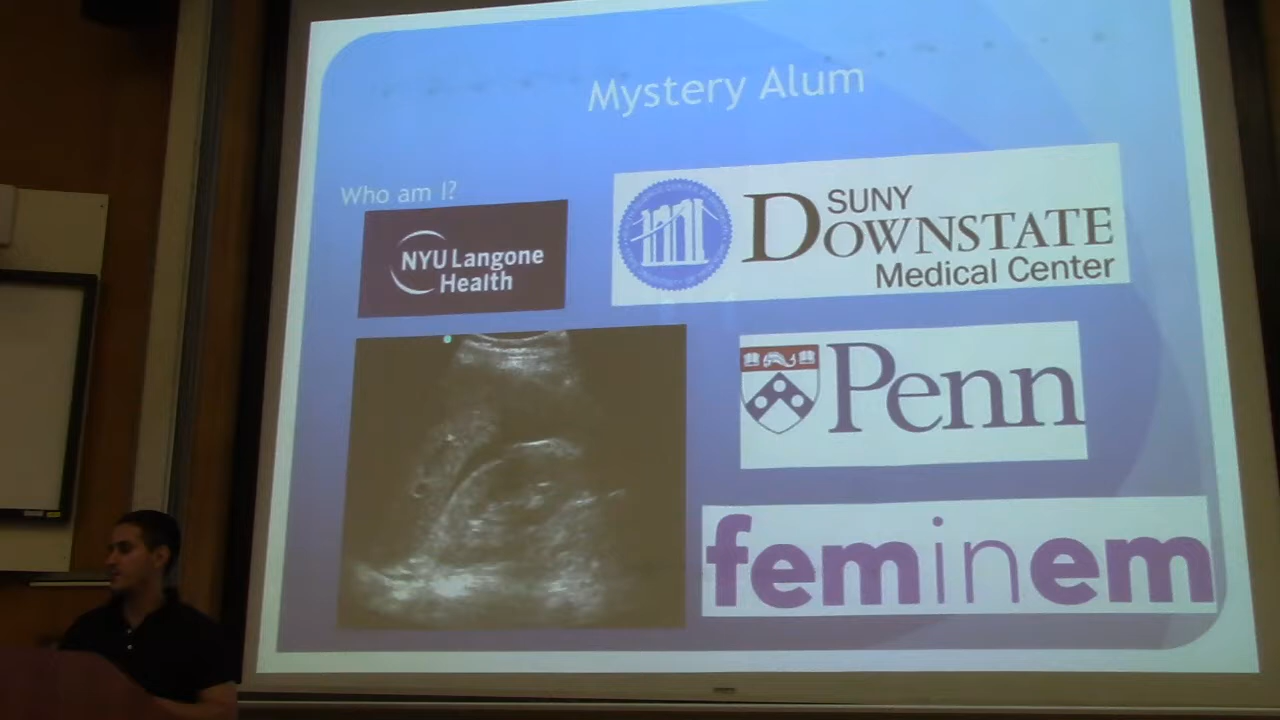 Mystery Alum
Who am I?
NYU Langone
Health
SUNY
DOWNSTATE
Medical Center
Penn
feminem